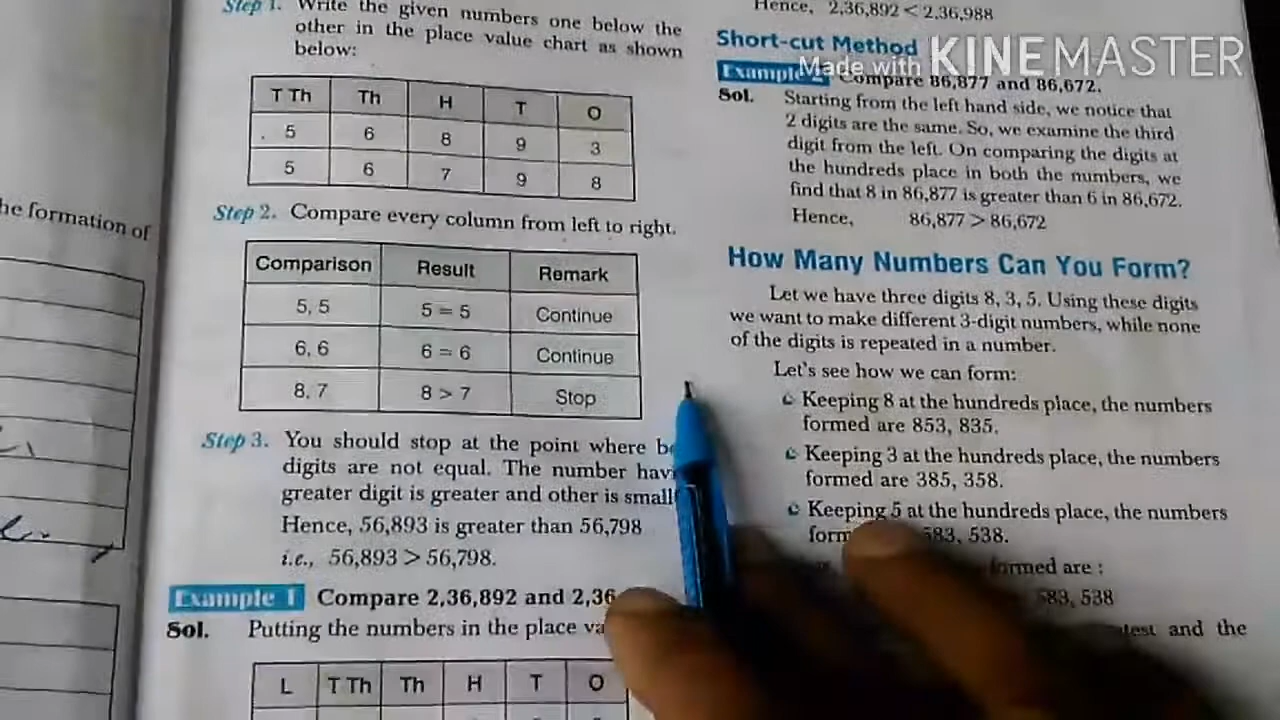 he formation of
Step 1. Write the given numbers one below the
other in the place value chart as shown
below:
T Th Th H T O
5 6 8 9 3
5 6 7 9 8
Step 2. Compare every column from left to right.
Comparison Result Remark
5, 5 5 = 5 Continue
6, 6 6 = 6 Continue
8, 7 8 > 7 Stop
Step 3. You should stop at the point where
digits are not equal. The number
greater digit is greater and other is
Hence, 56,893 is greater than 56,798
i.e., 56,893 > 56,798.
Example 1 Compare 2,36,892 and 2,36
Sol. Putting the numbers in the place
L T Th Th H T O
Hence, 2,36,892 < 2,36,988
Short-cut Method
Made with KINEMASTER
Example Compare 86,877 and 86,672.
Sol. Starting from the left hand side, we notice that
2 digits are the same. So, we examine the third
digit from the left. On comparing the digits at
the hundreds place in both the numbers, we
find that 8 in 86,877 is greater than 6 in 86,672.
Hence, 86,877 > 86,672
How Many Numbers Can You Form?
Let we have three digits 8, 3, 5. Using these digits
we want to make different 3-digit numbers, while none
of the digits is repeated in a number.
Let's see how we can form:
Keeping 8 at the hundreds place, the numbers
formed are 853, 835.
Keeping 3 at the hundreds place, the numbers
formed are 385, 358.
Keeping 5 at the hundreds place, the numbers
583, 538.
formed are :
583, 538
and the